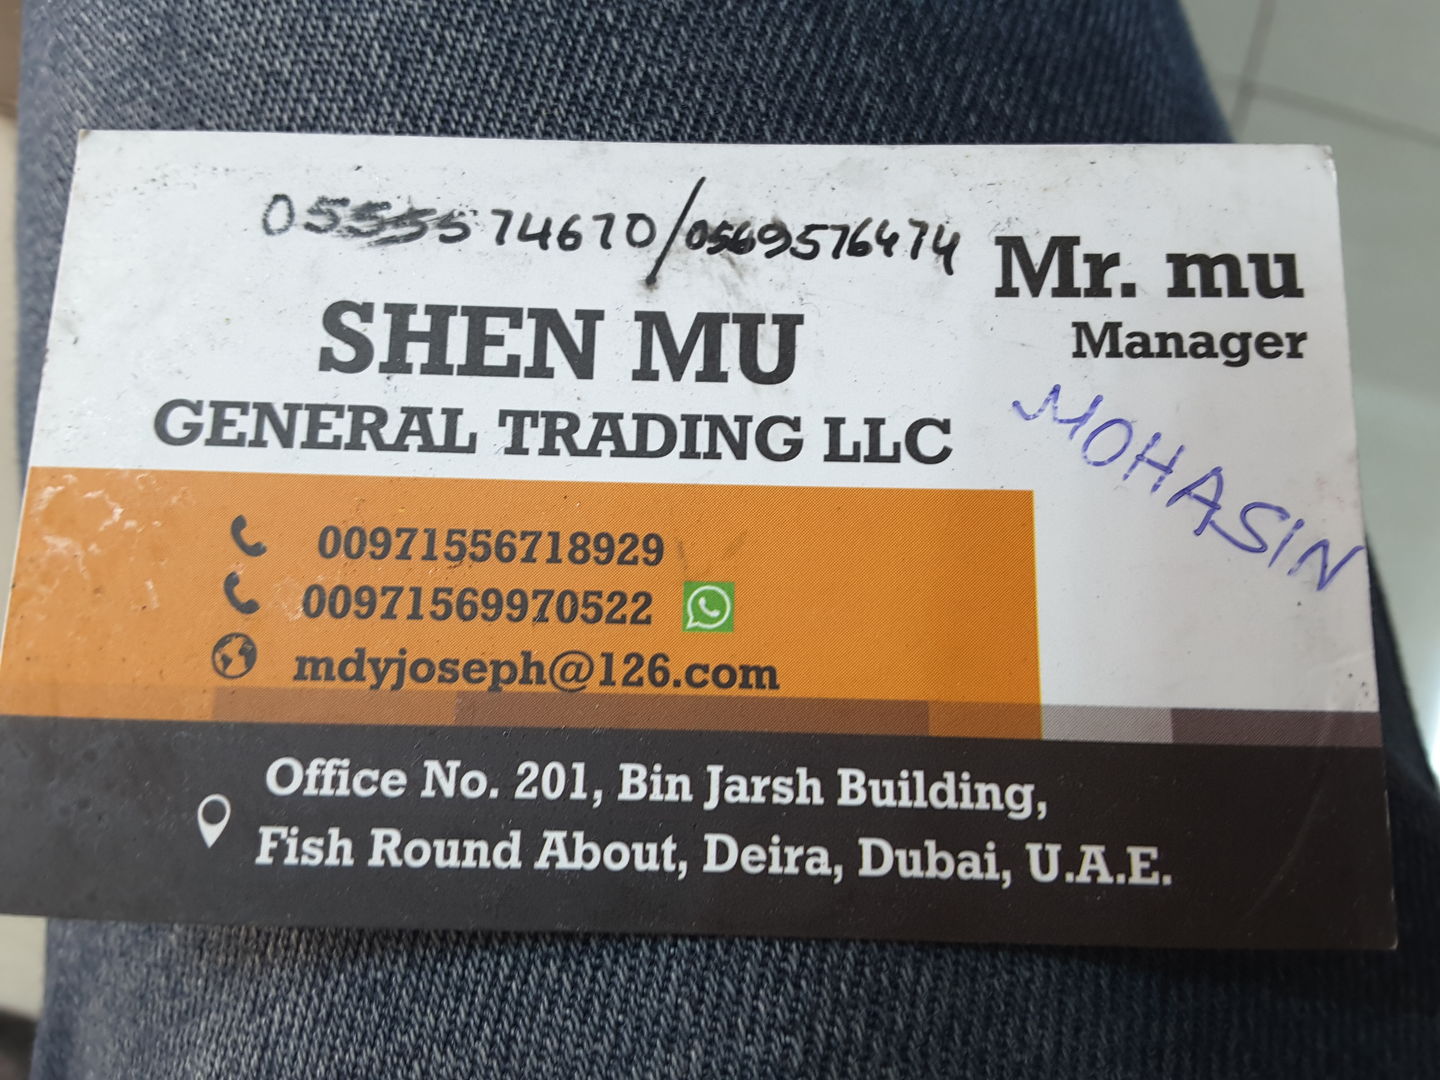 0569576474
Mr. mu
Manager
MOHASIN
SHEN MU
GENERAL TRADING LLC
00971556718929
00971569970522
mdyjoseph@126.com
Office No. 201, Bin Jarsh Building,
Fish Round About, Deira, Dubai, U.A.E.